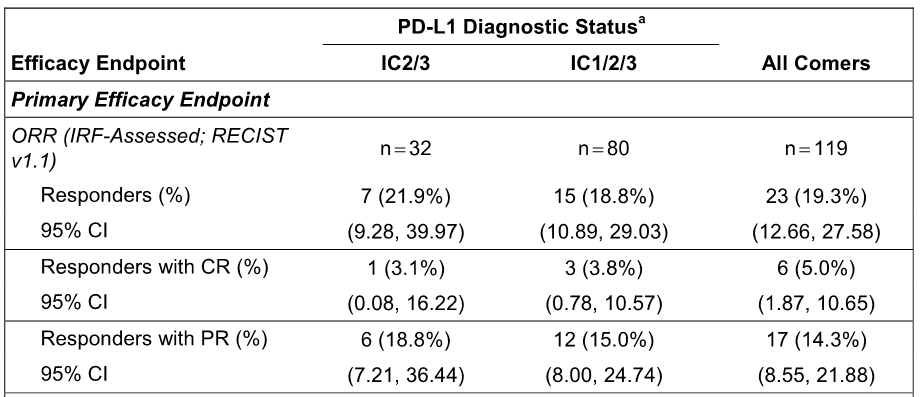 PD-L1 Diagnostic Statusᵃ
Efficacy Endpoint IC2/3 IC1/2/3 All Comers
Primary Efficacy Endpoint
ORR (IRF-Assessed; RECIST v1.1) n=32 n=80 n=119
Responders (%) 7 (21.9%) 15 (18.8%) 23 (19.3%)
95% CI (9.28, 39.97) (10.89, 29.03) (12.66, 27.58)
Responders with CR (%) 1 (3.1%) 3 (3.8%) 6 (5.0%)
95% CI (0.08, 16.22) (0.78, 10.57) (1.87, 10.65)
Responders with PR (%) 6 (18.8%) 12 (15.0%) 17 (14.3%)
95% CI (7.21, 36.44) (8.00, 24.74) (8.55, 21.88)